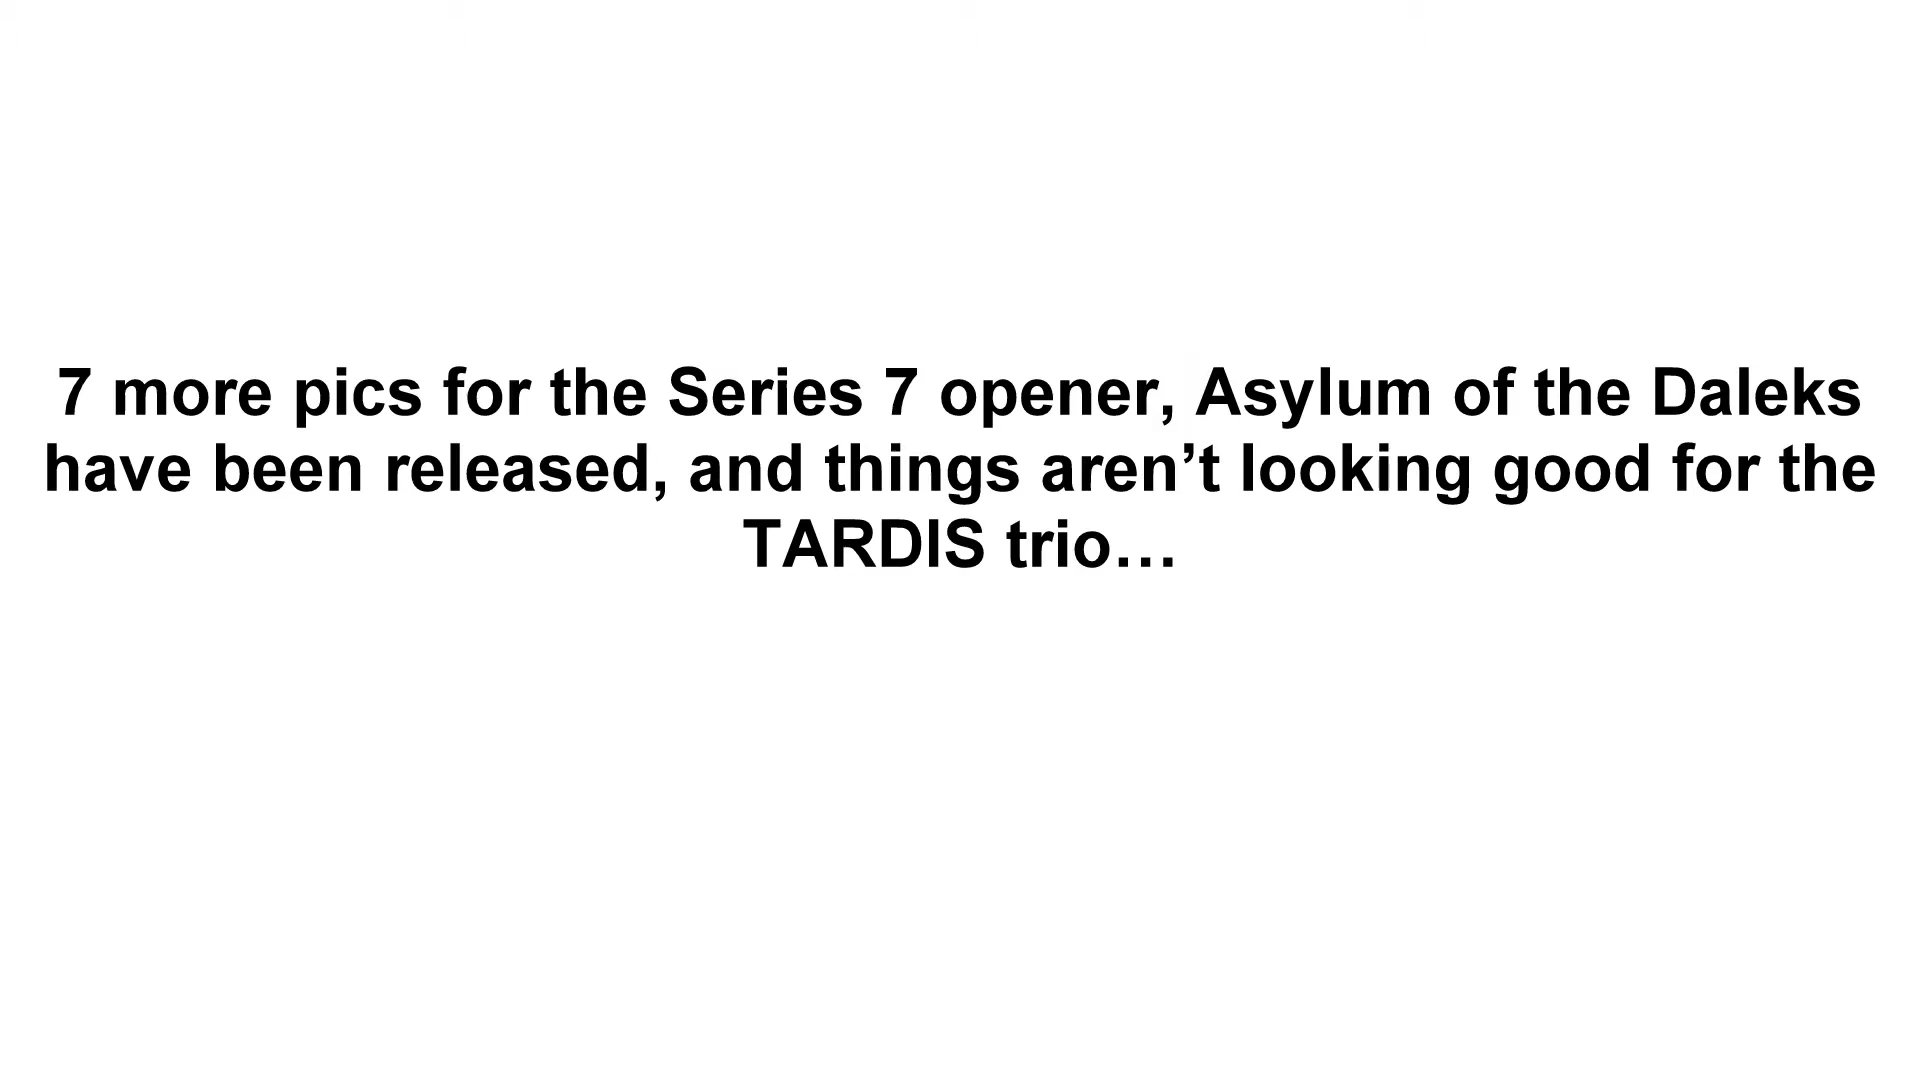 7 more pics for the Series 7 opener, Asylum of the Daleks
have been released, and things aren’t looking good for the
TARDIS trio…